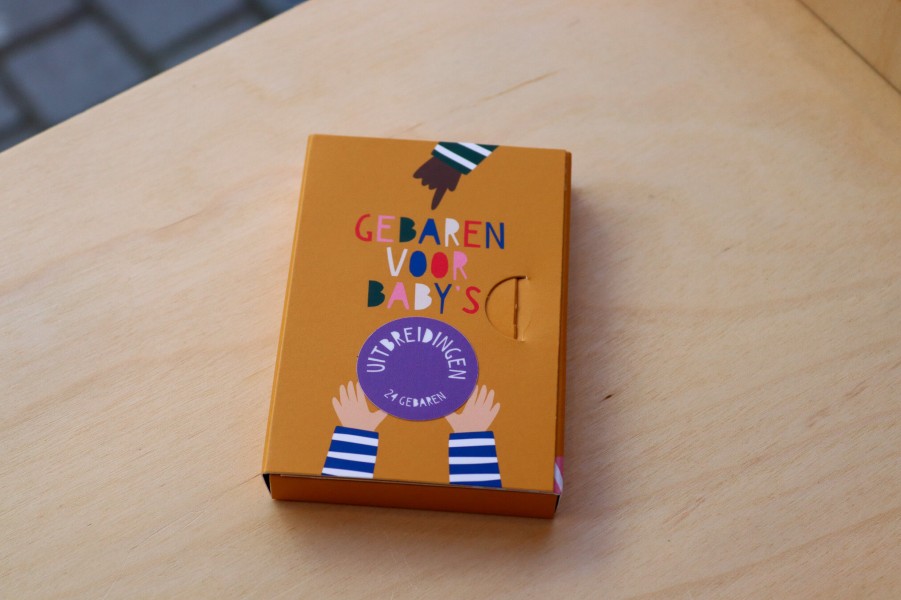 GEBAREN
VOOR
BABY'S
UITBREIDINGEN
24 GEBAREN